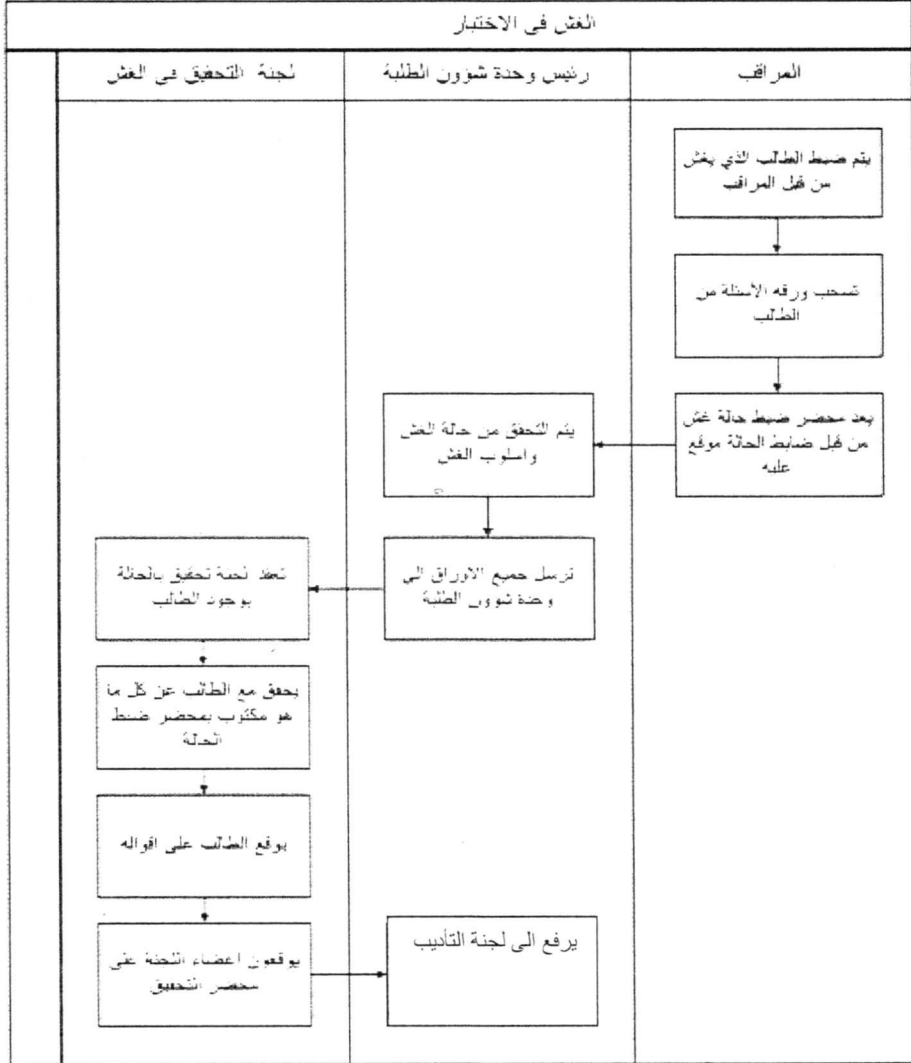 الغش في الاختبار
المراقب
رئيس وحدة شؤون الطلبة
لجنة التحقيق في الغش
يتم ضبط الطالب الذي يغش
من قبل المراقب
تسحب ورقه الأسئلة من
الطالب
يعد محضر ضبط حالة غش
من قبل ضابط الحالة موقع
عليه
يتم التحقق من حالة الغش
واسلوب الغش
ترسل جميع الاوراق الي
وحدة شؤون الطلبة
تعقد لجنة تحقيق بالحالة
بوجود الطالب
يحقق مع الطالب عن كل ما
هو مكتوب بمحضر ضبط
الحالة
يوقع الطالب على اقواله
يوقعون اعضاء اللجنة على
محضر التحقيق
يرفع الى لجنة التأديب